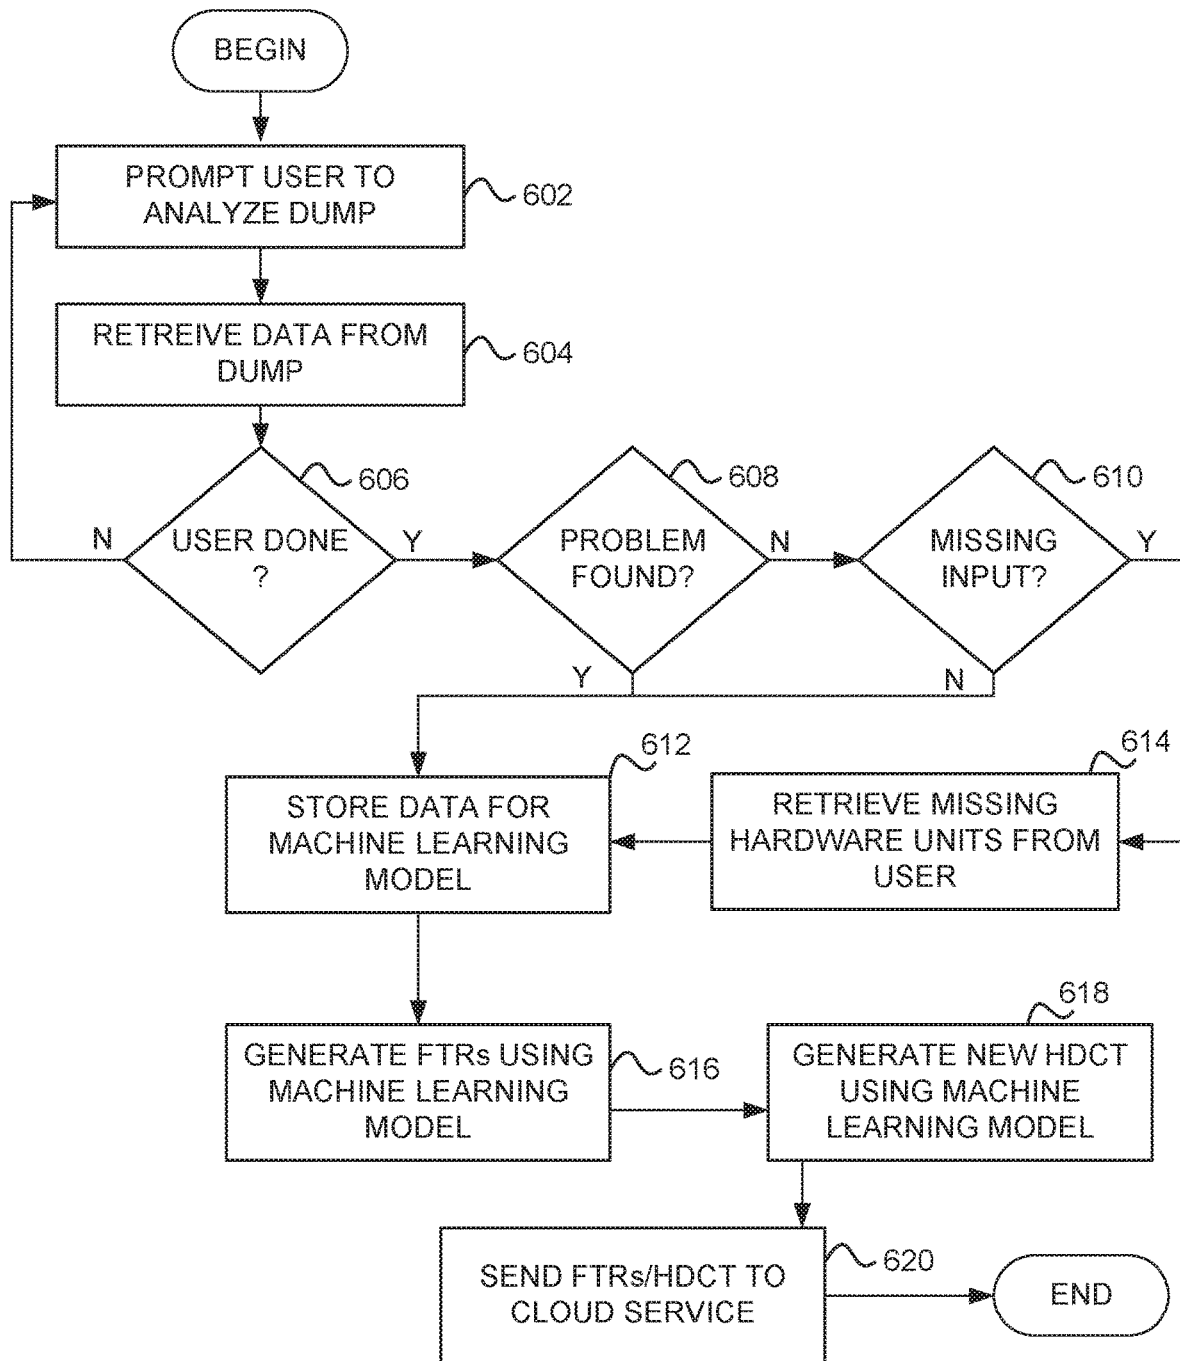 BEGIN
PROMPT USER TO
ANALYZE DUMP
602
RETREIVE DATA FROM
DUMP
604
606
608
610
N
USER DONE
?
Y
PROBLEM
FOUND?
N
MISSING
INPUT?
Y
Y
N
612
614
STORE DATA FOR
MACHINE LEARNING
MODEL
RETRIEVE MISSING
HARDWARE UNITS FROM
USER
618
GENERATE FTRs USING
MACHINE LEARNING
MODEL
616
GENERATE NEW HDCT
USING MACHINE
LEARNING MODEL
620
SEND FTRs/HDCT TO
CLOUD SERVICE
END